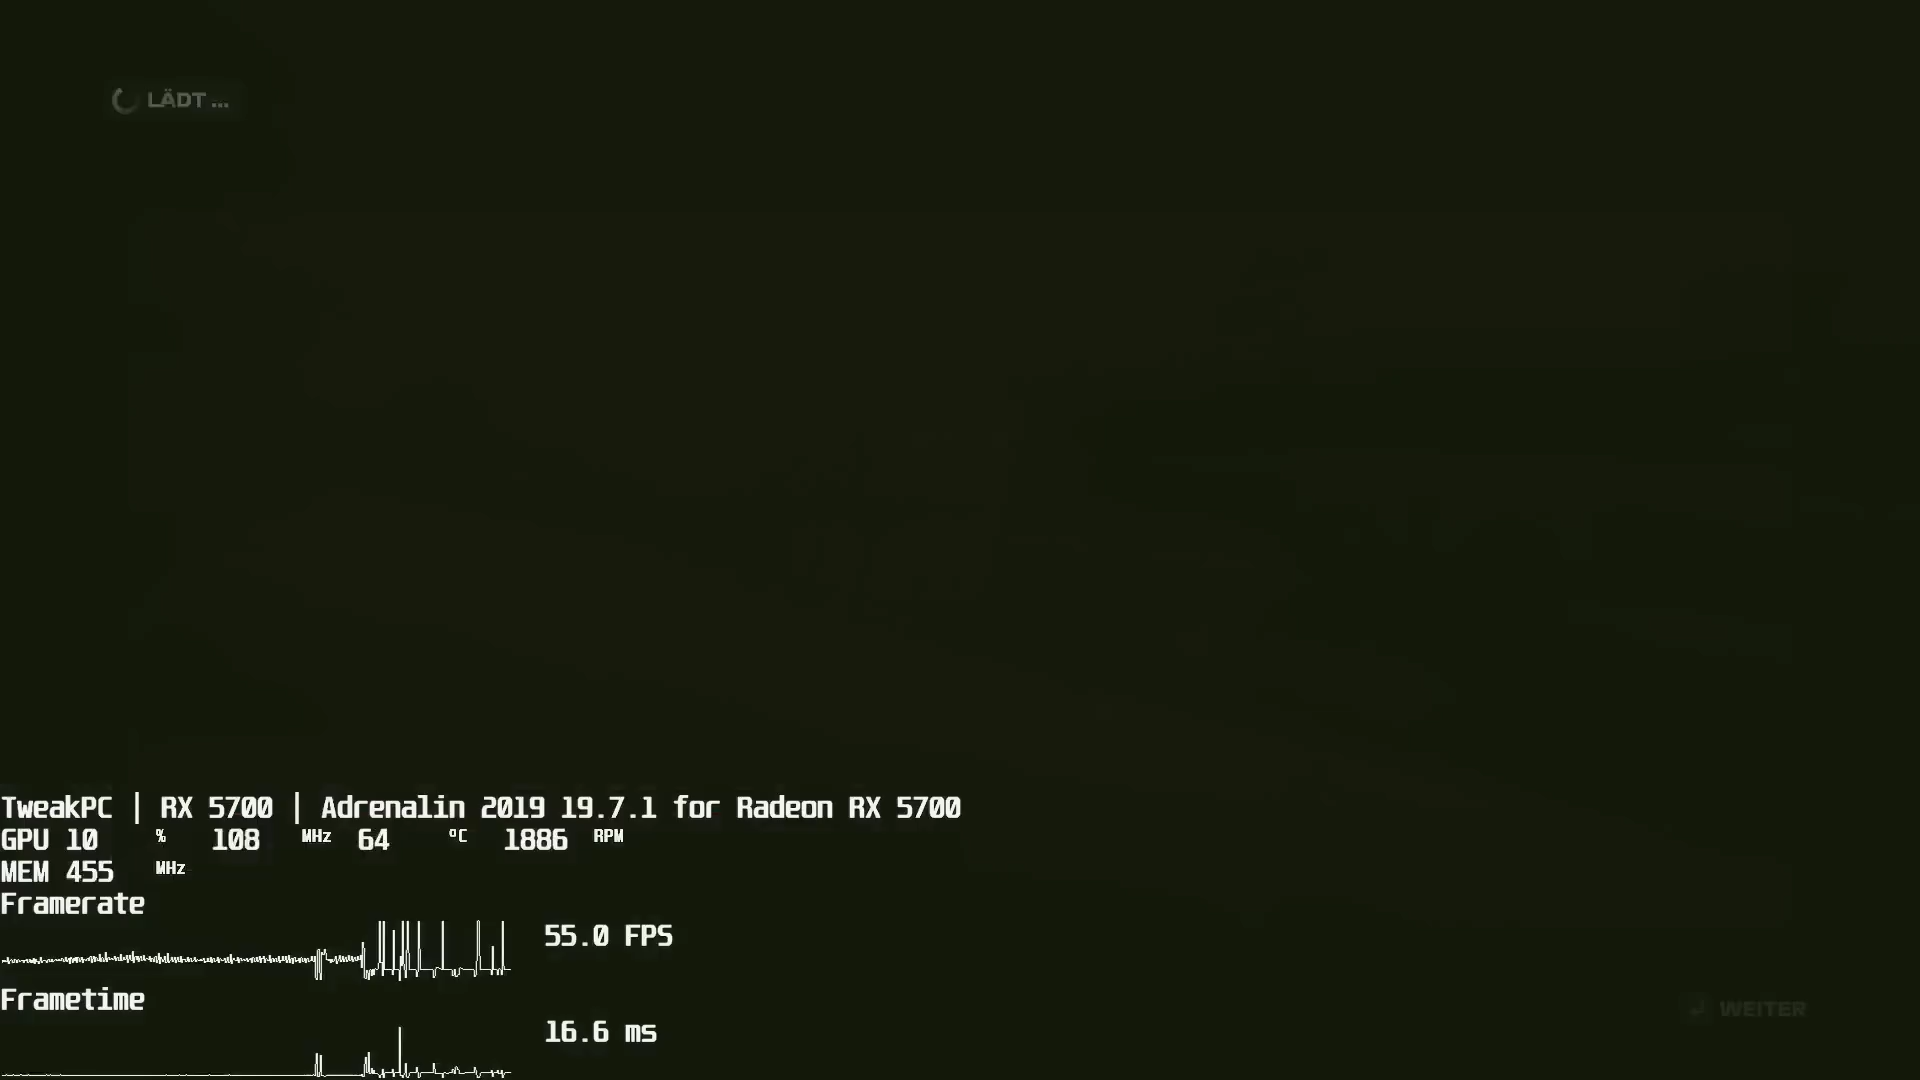 LÄDT ...
TweakPC | RX 5700 | Adrenalin 2019 19.7.1 for Radeon RX 5700
GPU 10 % 108 MHz 64 °C 1886 RPM
MEM 455 MHz
Framerate
55.0 FPS
Frametime
16.6 ms
WEITER